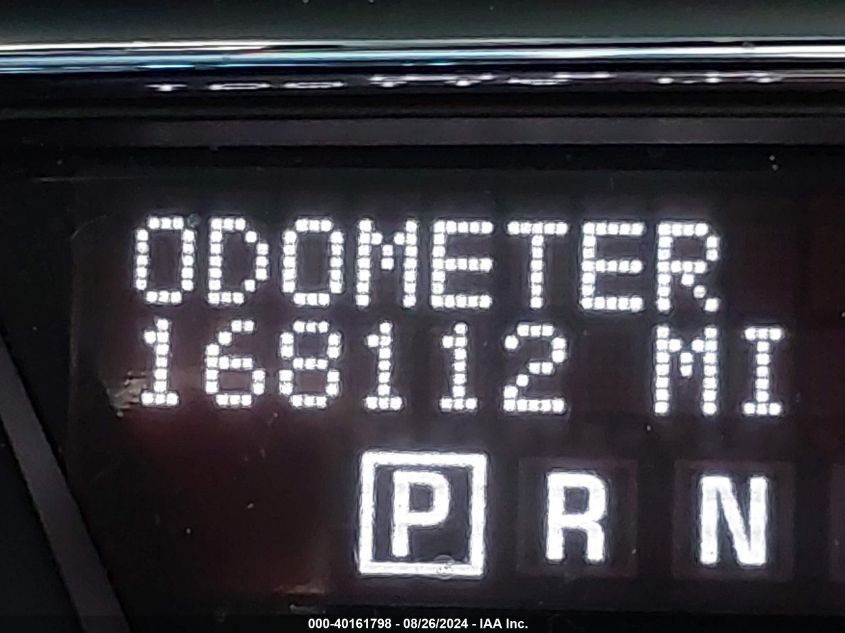 ODOMETER
168112 MI
P R N
000-40161798 - 08/26/2024 - IAA Inc.